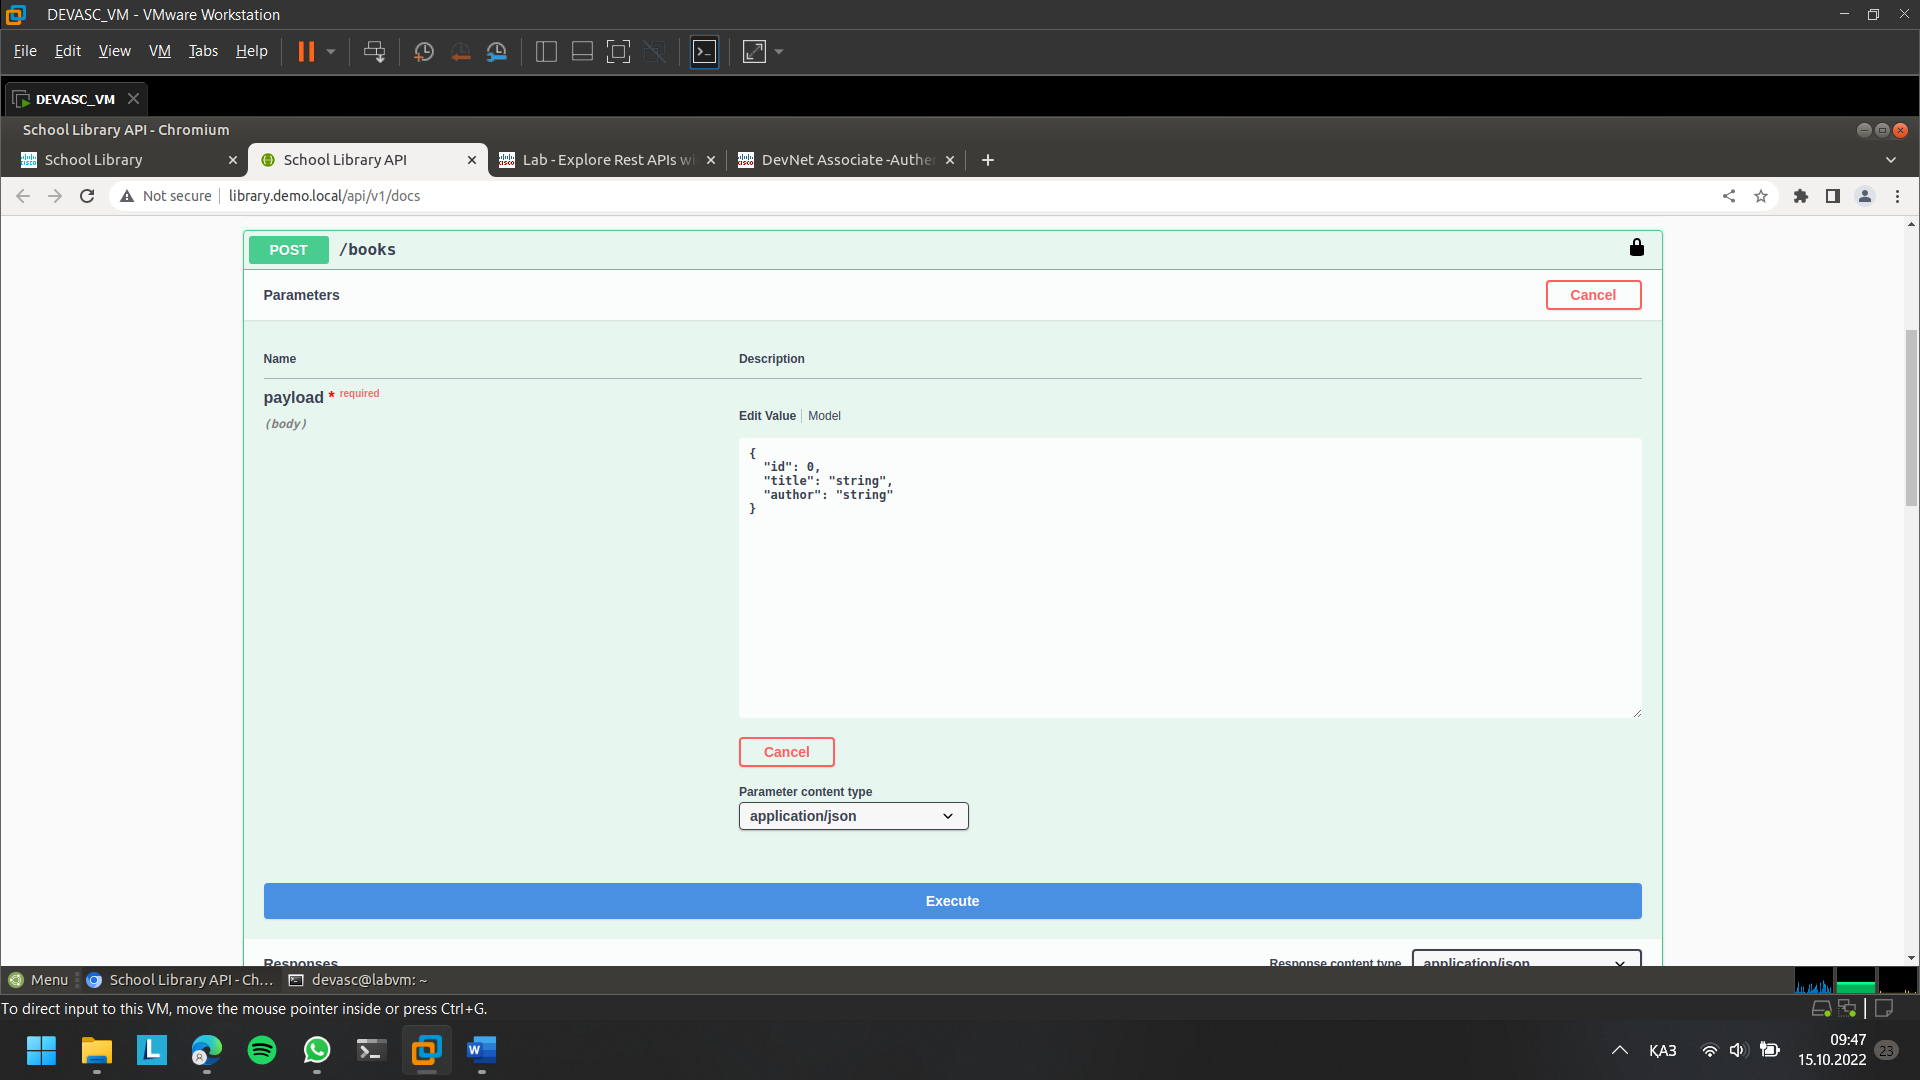 DEVASC_VM - VMware Workstation
File Edit View VM Tabs Help
DEVASC_VM
School Library API - Chromium
School Library
School Library API
Lab - Explore Rest APIs wi
DevNet Associate -Authen
Not secure
library.demo.local/api/v1/docs
POST /books
Parameters
Cancel
Name
Description
payload * required
(body)
Edit Value Model
{
"id": 0,
"title": "string",
"author": "string"
}
Cancel
Parameter content type
application/json
Execute
Responses
Response content type
application/json
Menu
School Library API - Ch...
devasc@labvm: ~
To direct input to this VM, move the mouse pointer inside or press Ctrl+G.
L
W
ҚАЗ
09:47
15.10.2022
23